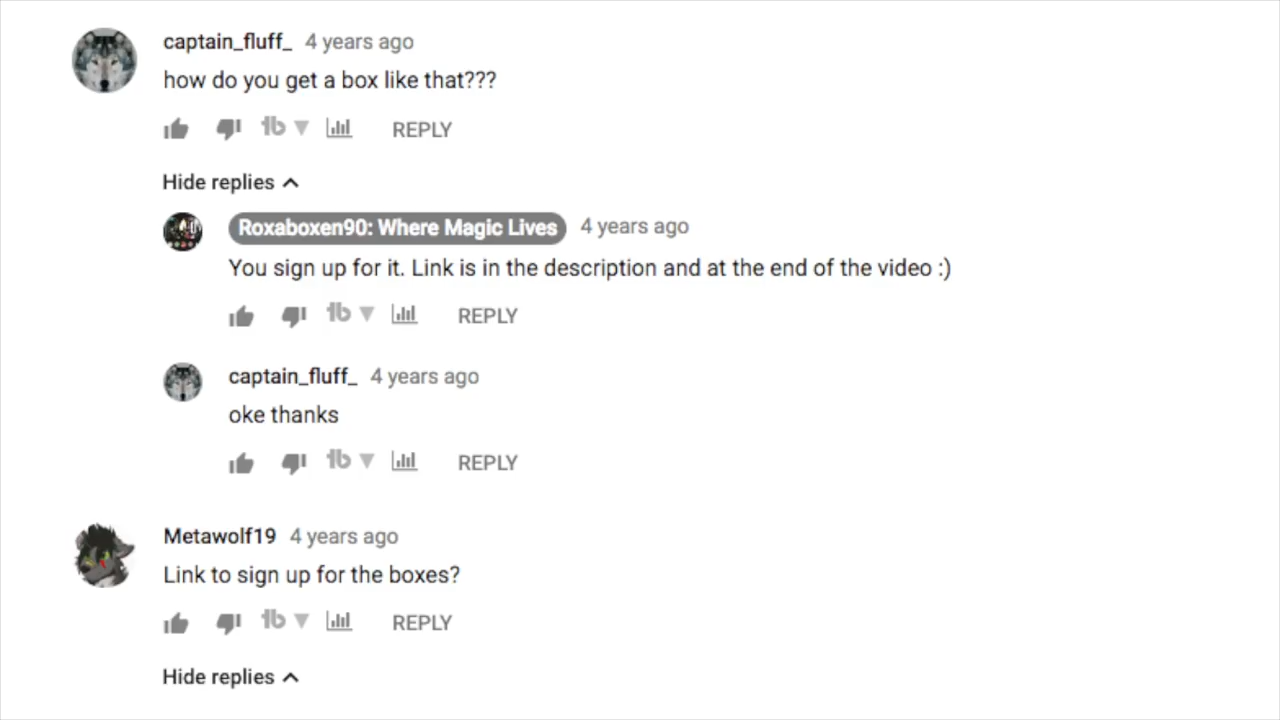 captain_fluff_ 4 years ago
how do you get a box like that???
REPLY
Hide replies
Roxaboxen90: Where Magic Lives 4 years ago
You sign up for it. Link is in the description and at the end of the video :)
REPLY
captain_fluff_ 4 years ago
oke thanks
REPLY
Metawolf19 4 years ago
Link to sign up for the boxes?
REPLY
Hide replies